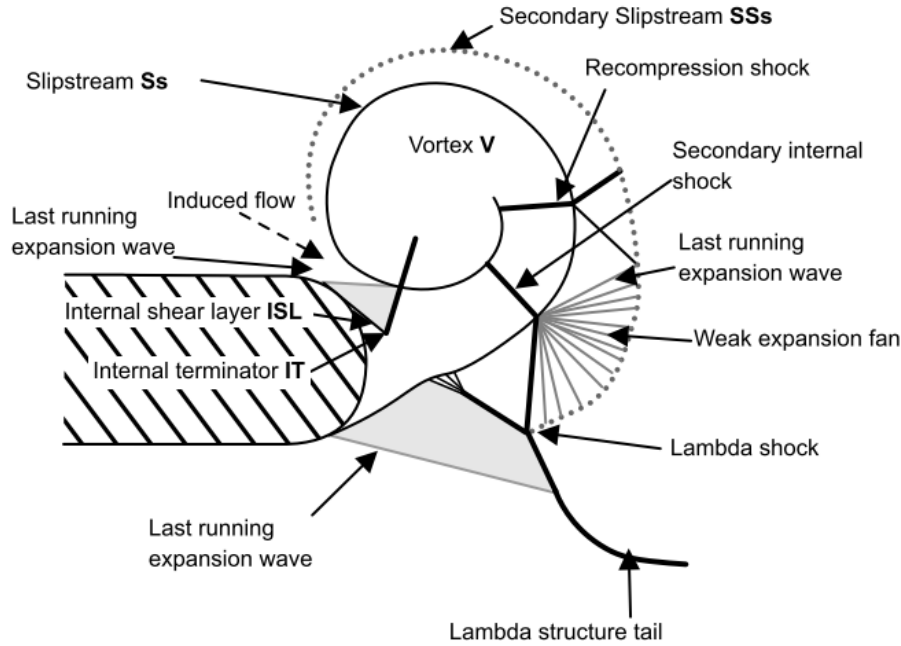 Secondary Slipstream SSs
Slipstream Ss
Recompression shock
Vortex V
Secondary internal
shock
Induced flow
Last running
expansion wave
Last running
expansion wave
Internal shear layer ISL
Weak expansion fan
Internal terminator IT
Lambda shock
Last running
expansion wave
Lambda structure tail